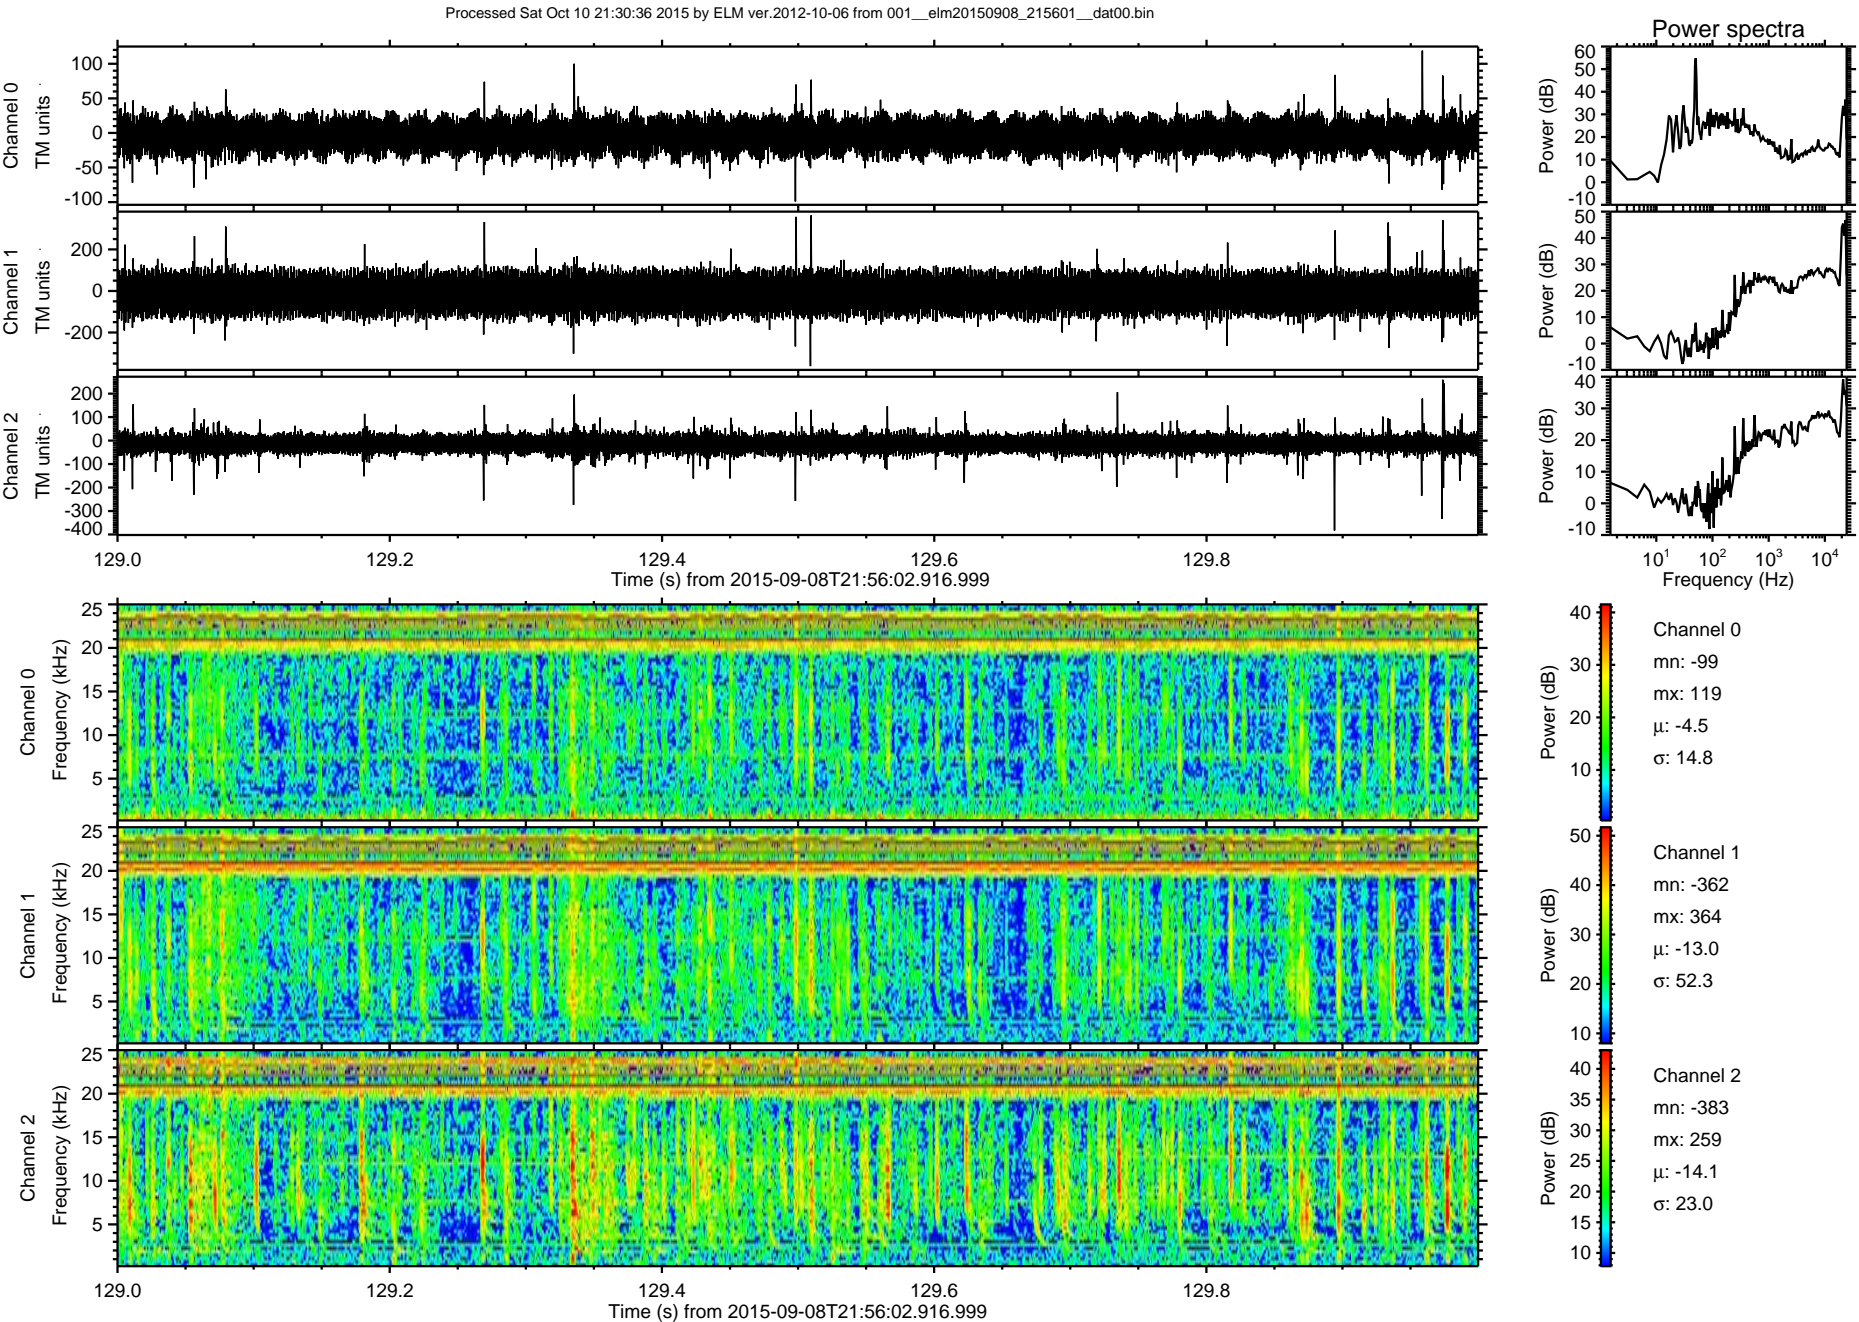 Processed Sat Oct 10 21:30:36 2015 by ELM ver.2012-10-06 from 001__elm20150908_215601__dat00.bin
Power spectra
Channel 0
TM units
100
50
0
-50
-100
Power (dB)
60
50
40
30
20
10
0
-10
Channel 1
TM units
200
0
-200
Power (dB)
50
40
30
20
10
0
-10
Channel 2
TM units
200
100
0
-100
-200
-300
-400
Power (dB)
40
30
20
10
0
-10
129.0 129.2 129.4 129.6 129.8
Time (s) from 2015-09-08T21:56:02.916.999
10^1 10^2 10^3 10^4
Frequency (Hz)
Channel 0
Frequency (kHz)
25
20
15
10
5
Power (dB)
40
30
20
10
Channel 0
mn: -99
mx: 119
μ: -4.5
σ: 14.8
Channel 1
Frequency (kHz)
25
20
15
10
5
Power (dB)
50
40
30
20
10
Channel 1
mn: -362
mx: 364
μ: -13.0
σ: 52.3
Channel 2
Frequency (kHz)
25
20
15
10
5
Power (dB)
40
35
30
25
20
15
10
Channel 2
mn: -383
mx: 259
μ: -14.1
σ: 23.0
129.0 129.2 129.4 129.6 129.8
Time (s) from 2015-09-08T21:56:02.916.999